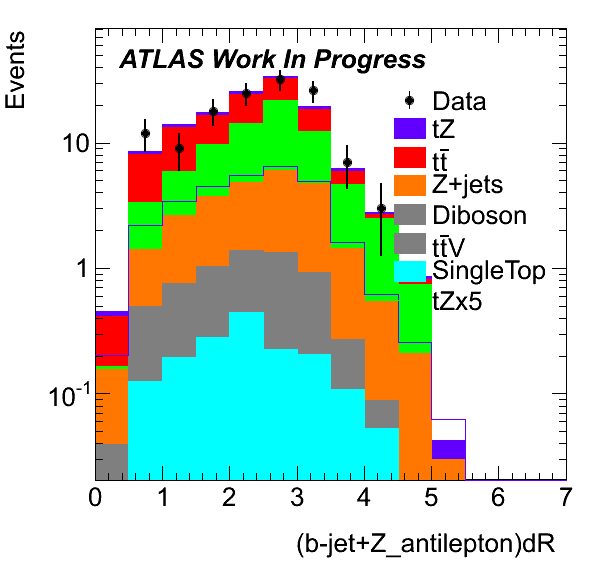 Events
ATLAS Work In Progress
Data
tZ
tt̄
Z+jets
Diboson
tt̄V
SingleTop
tZx5
10
1
10⁻¹
0 1 2 3 4 5 6 7
(b-jet+Z_antilepton)dR